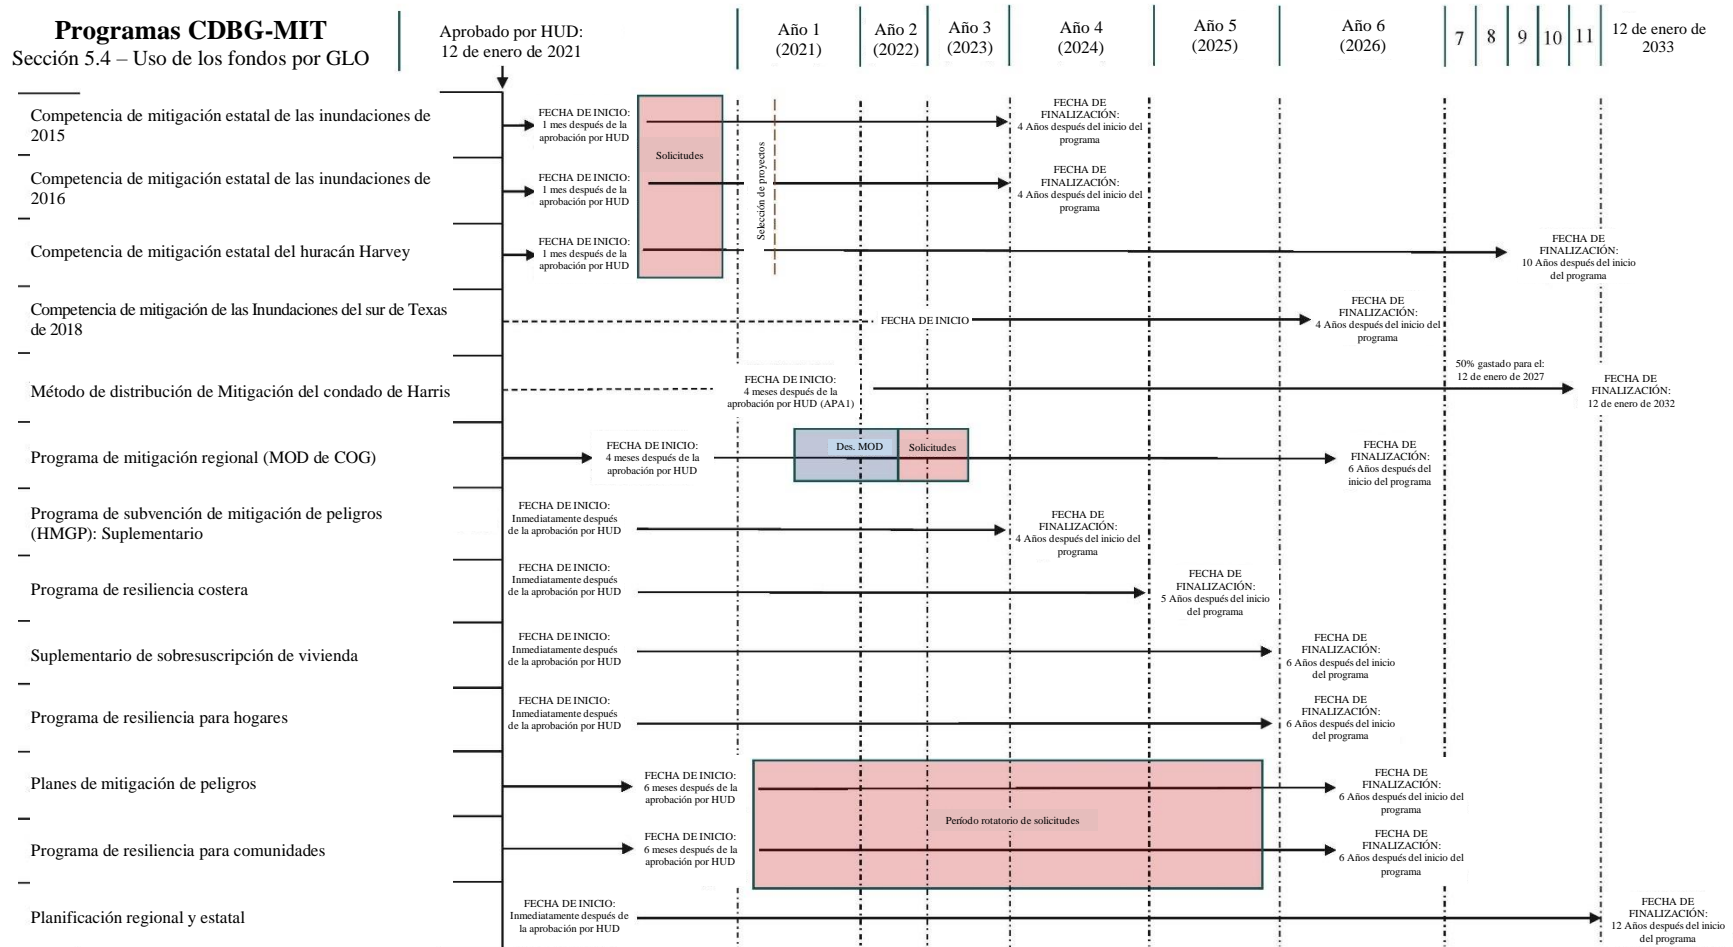 Programas CDBG-MIT
Sección 5.4 – Uso de los fondos por GLO
Aprobado por HUD:
12 de enero de 2021
Año 1
(2021)
Año 2
(2022)
Año 3
(2023)
Año 4
(2024)
Año 5
(2025)
Año 6
(2026)
7
8
9
10
11
12 de enero de
2033
Competencia de mitigación estatal de las inundaciones de
2015
FECHA DE INICIO:
1 mes después de la
aprobación por HUD
Solicitudes
Selección de proyectos
FECHA DE
FINALIZACIÓN:
4 Años después del inicio del
programa
Competencia de mitigación estatal de las inundaciones de
2016
FECHA DE INICIO:
1 mes después de la
aprobación por HUD
FECHA DE
FINALIZACIÓN:
4 Años después del inicio del
programa
Competencia de mitigación estatal del huracán Harvey
FECHA DE INICIO:
1 mes después de la
aprobación por HUD
FECHA DE
FINALIZACIÓN:
10 Años después del inicio
del programa
Competencia de mitigación de las Inundaciones del sur de Texas
de 2018
FECHA DE INICIO
FECHA DE
FINALIZACIÓN:
4 Años después del inicio del
programa
Método de distribución de Mitigación del condado de Harris
FECHA DE INICIO:
4 meses después de la
aprobación por HUD (APA1)
50% gastado para el:
12 de enero de 2027
FECHA DE
FINALIZACIÓN:
12 de enero de 2032
Programa de mitigación regional (MOD de COG)
FECHA DE INICIO:
4 meses después de la
aprobación por HUD
Des. MOD
Solicitudes
FECHA DE
FINALIZACIÓN:
6 Años después del
inicio del programa
Programa de subvención de mitigación de peligros
(HMGP): Suplementario
FECHA DE INICIO:
Inmediatamente después
de la aprobación por HUD
FECHA DE
FINALIZACIÓN:
4 Años después del inicio del
programa
Programa de resiliencia costera
FECHA DE INICIO:
Inmediatamente después
de la aprobación por HUD
FECHA DE
FINALIZACIÓN:
5 Años después del inicio
del programa
Suplementario de sobresuscripción de vivienda
FECHA DE INICIO:
Inmediatamente después
de la aprobación por HUD
FECHA DE
FINALIZACIÓN:
6 Años después del inicio
del programa
Programa de resiliencia para hogares
FECHA DE INICIO:
Inmediatamente después
de la aprobación por HUD
FECHA DE
FINALIZACIÓN:
6 Años después del inicio
del programa
Planes de mitigación de peligros
FECHA DE INICIO:
6 meses después de la
aprobación por HUD
FECHA DE
FINALIZACIÓN:
6 Años después del inicio del
programa
Período rotatorio de solicitudes
Programa de resiliencia para comunidades
FECHA DE INICIO:
6 meses después de la
aprobación por HUD
FECHA DE
FINALIZACIÓN:
6 Años después del inicio del
programa
Planificación regional y estatal
FECHA DE INICIO:
Inmediatamente después de
la aprobación por HUD
FECHA DE
FINALIZACIÓN:
12 Años después del inicio
del programa